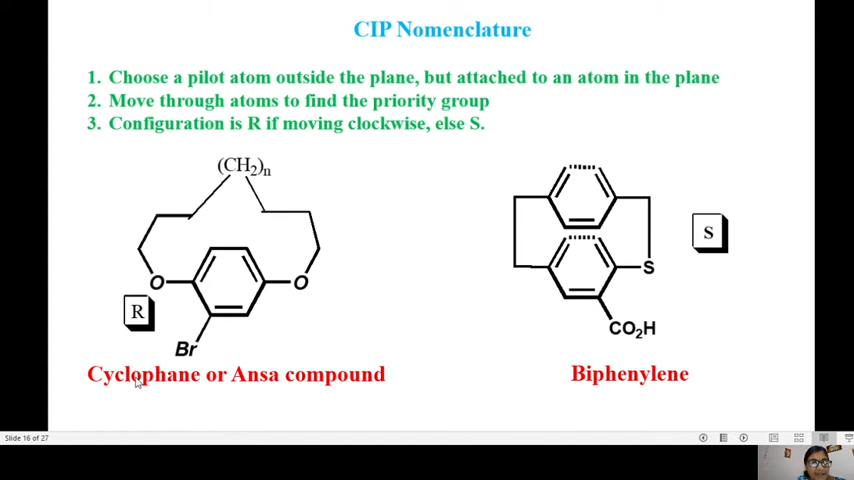 CIP Nomenclature
1. Choose a pilot atom outside the plane, but attached to an atom in the plane
2. Move through atoms to find the priority group
3. Configuration is R if moving clockwise, else S.
(CH2)n
O
O
R
Br
S
S
CO2H
Cyclophane or Ansa compound
Biphenylene
Slide 16 of 27